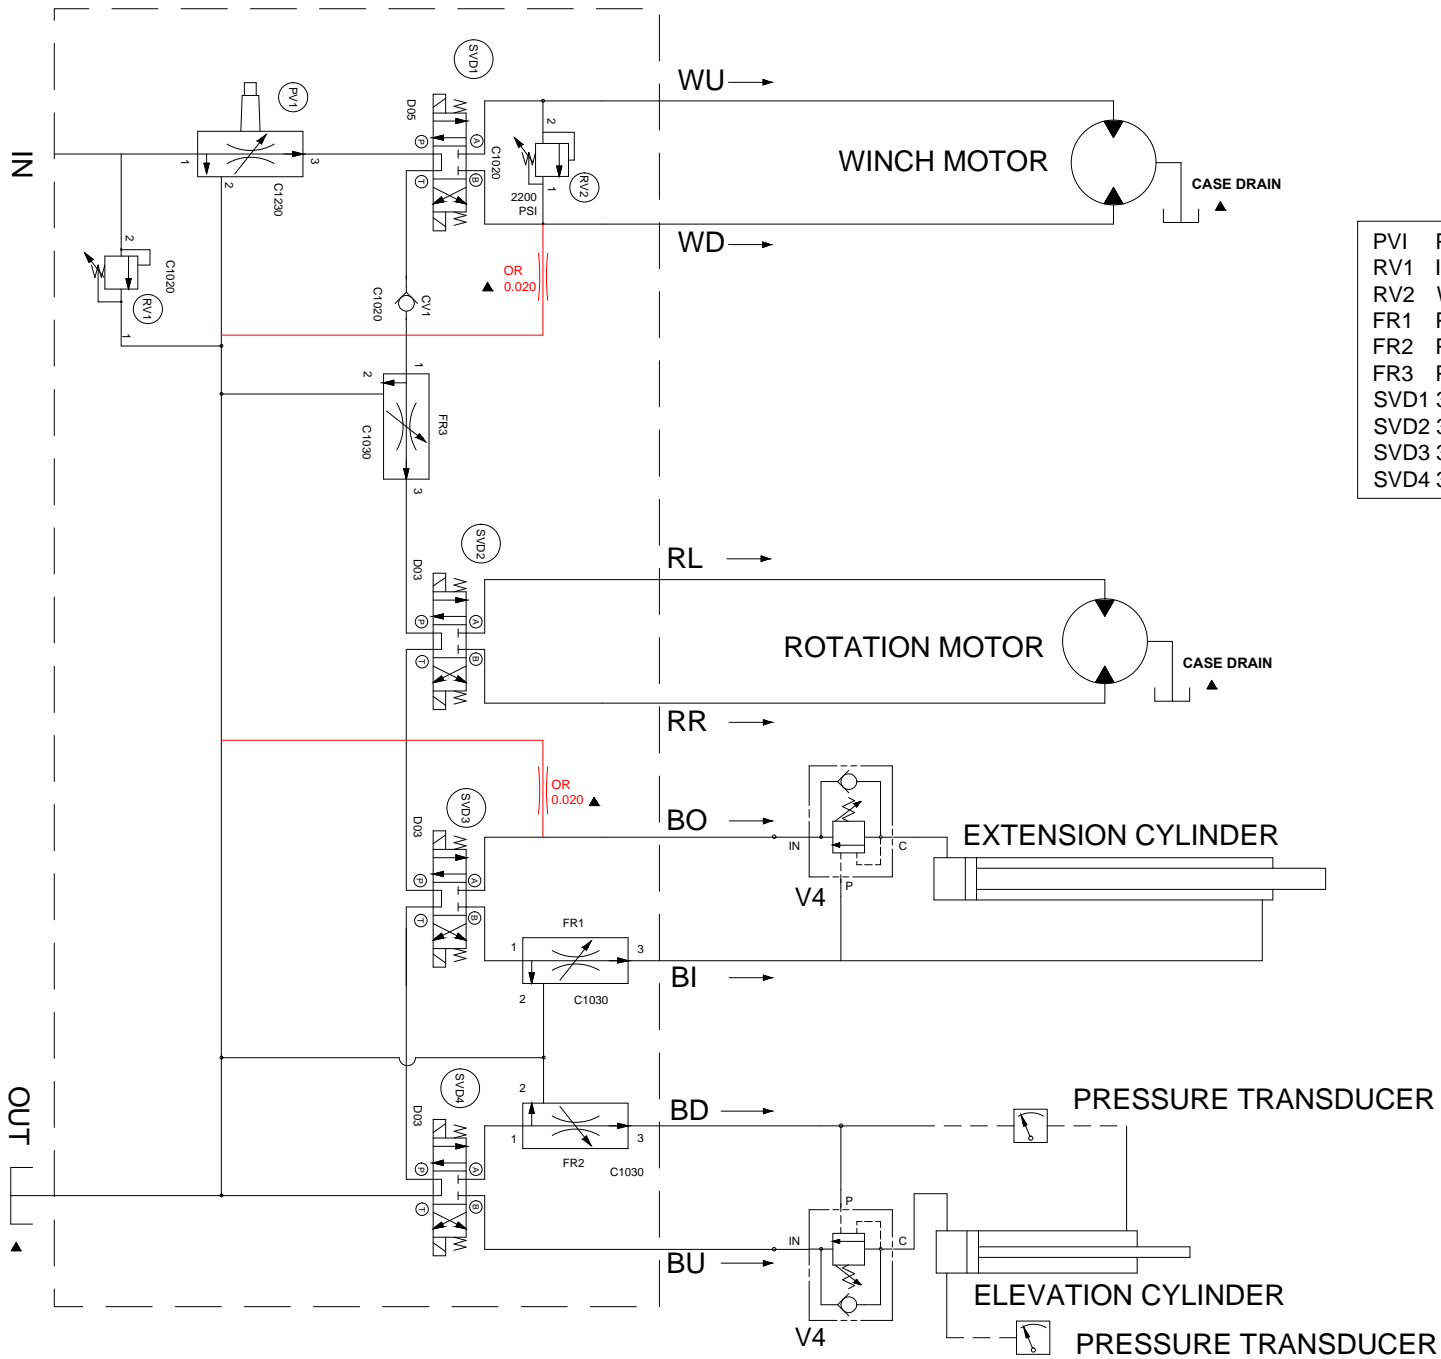 SVD1
WU
PV1
D05
P
A
2
C1020
WINCH MOTOR
IN
1
3
T
B
RV2
2
C1230
2200
PSI
1
CASE DRAIN
WD
PVI
RV1
RV2
FR1
FR2
FR3
SVD1 3
SVD2 3
SVD3 3
SVD4 3
2
C1020
RV1
1
OR
0.020
CV1
C1020
1
2
FR3
C1030
3
SVD2
D03
RL
P
A
T
B
ROTATION MOTOR
CASE DRAIN
RR
OR
0.020
SVD3
D03
BO
IN
C
P
V4
EXTENSION CYLINDER
P
A
T
B
FR1
1
3
2
C1030
BI
OUT
SVD4
D03
2
1
3
FR2
C1030
BD
PRESSURE TRANSDUCER
P
A
T
B
P
IN
C
BU
V4
ELEVATION CYLINDER
PRESSURE TRANSDUCER